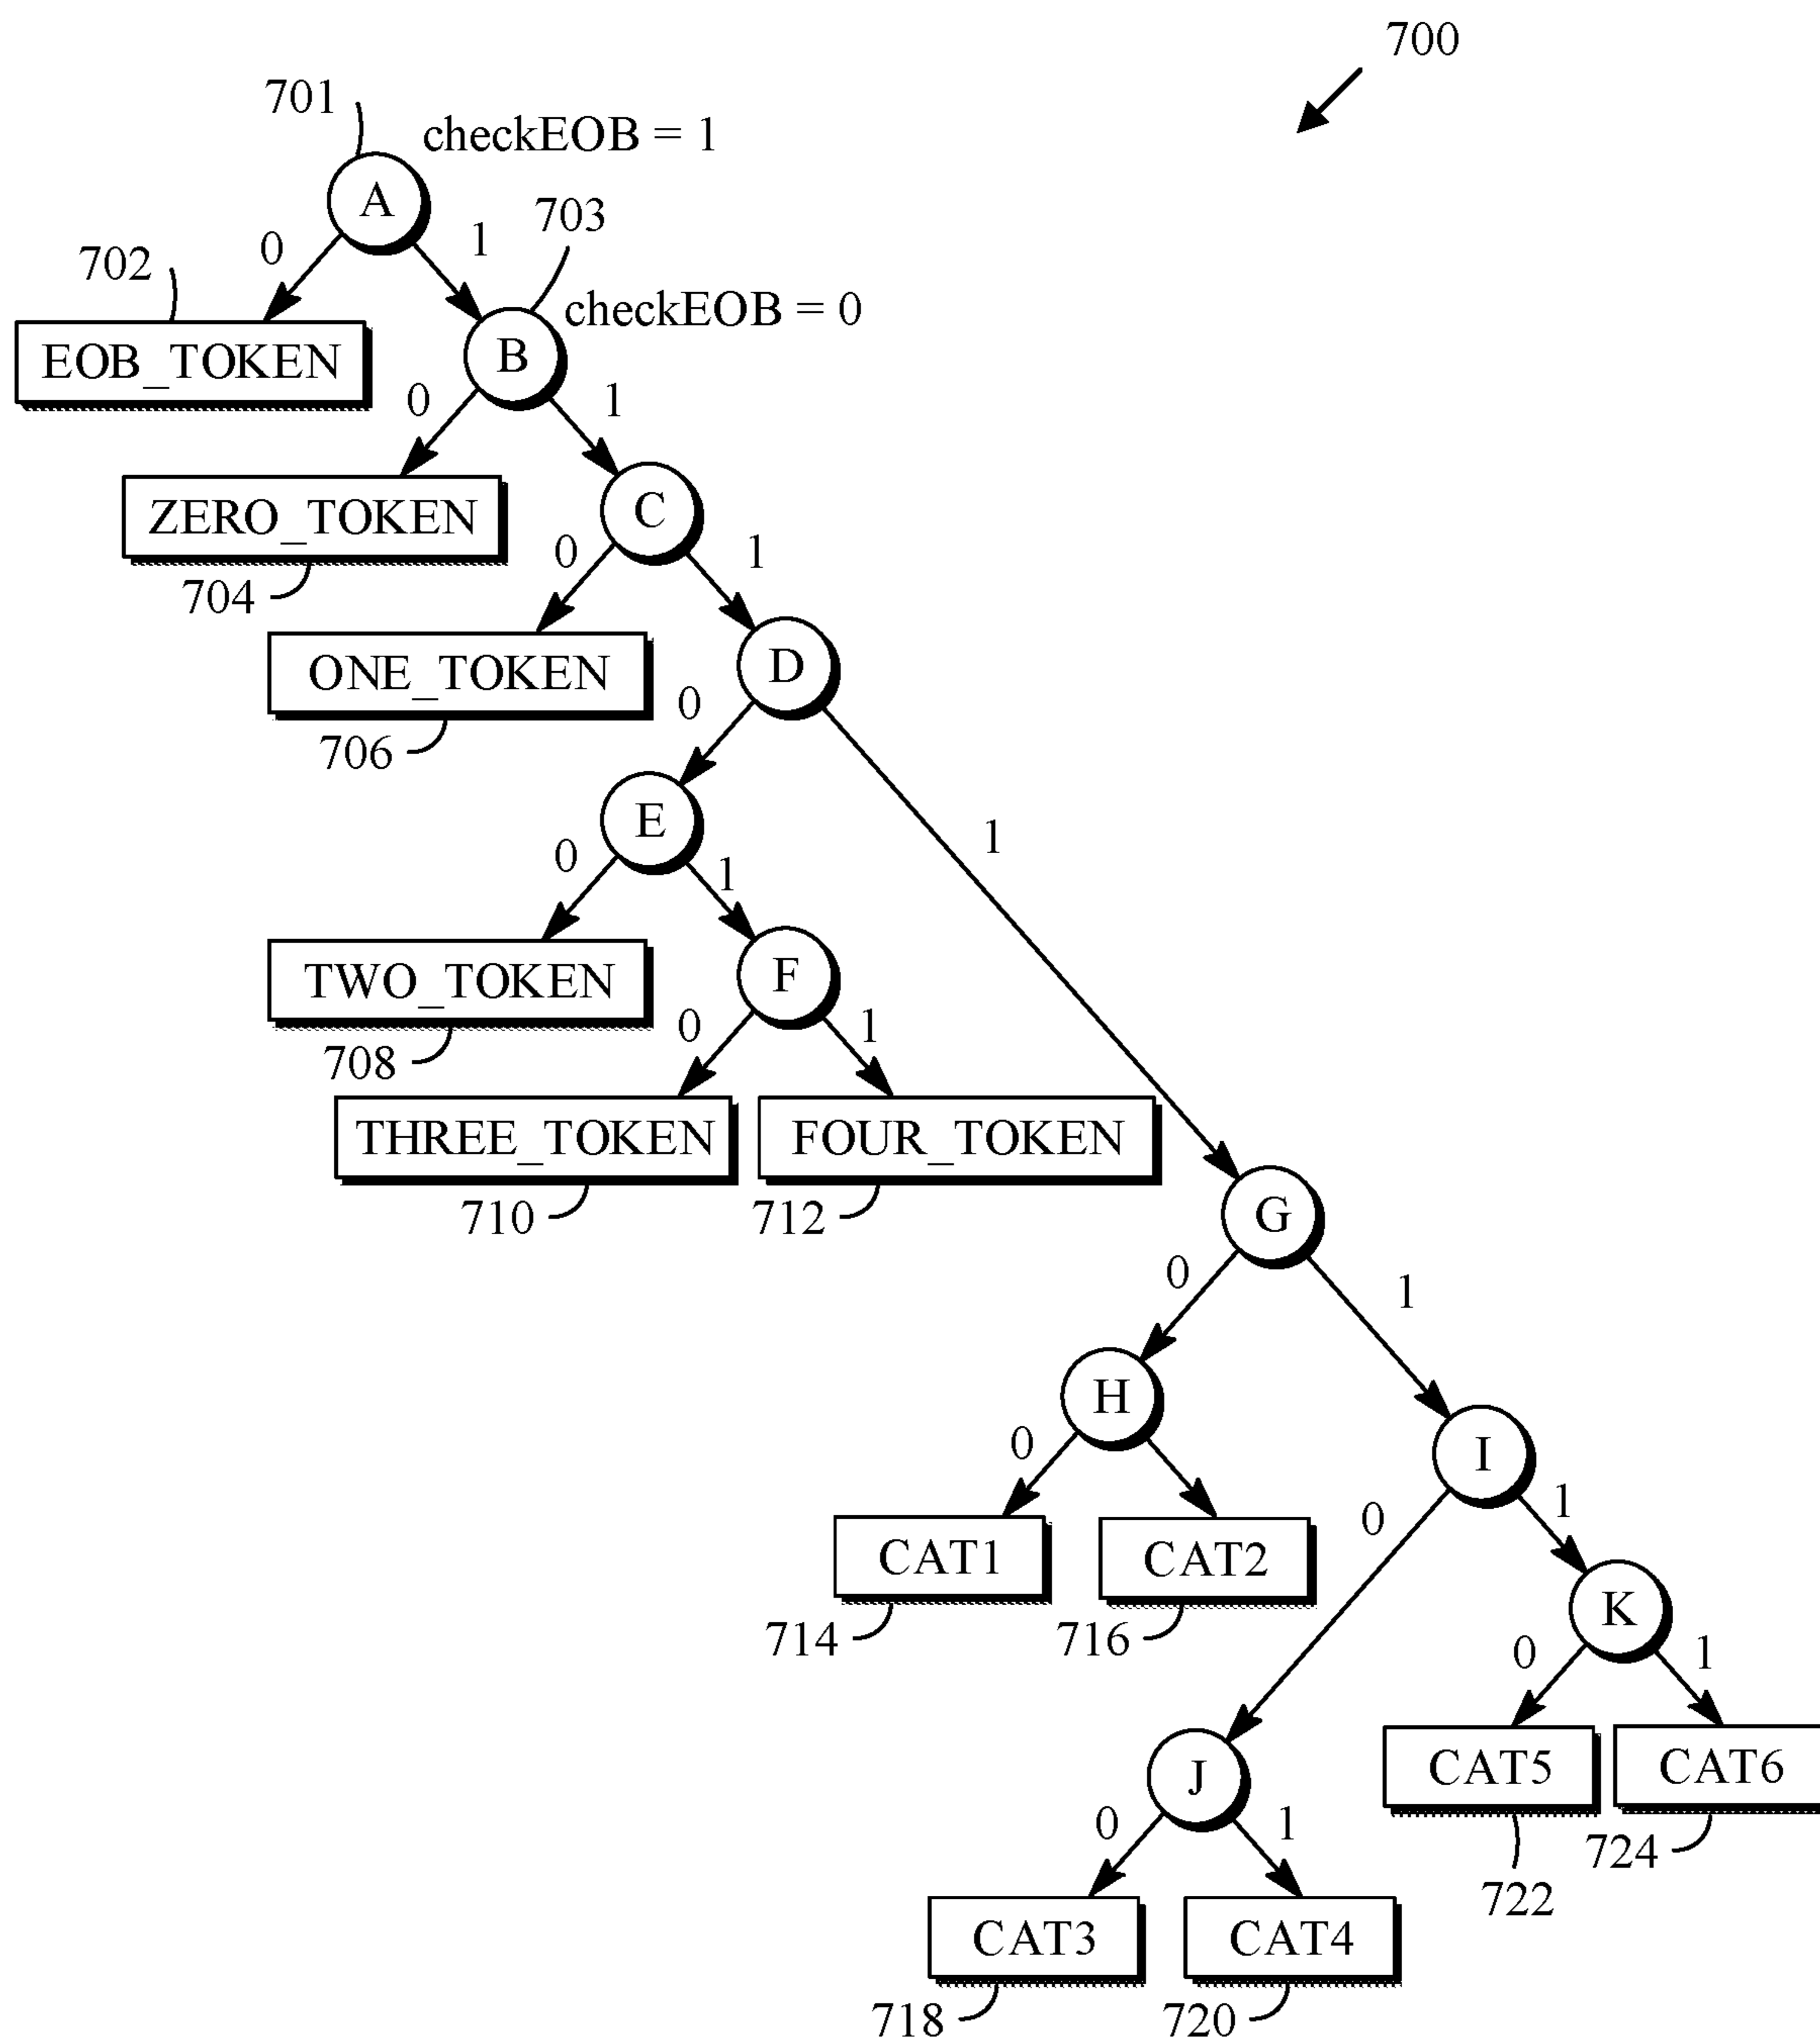 700
701
checkEOB = 1
A
703
0
1
702
checkEOB = 0
EOB_TOKEN
B
0
1
ZERO_TOKEN
C
704
0
1
ONE_TOKEN
D
706
0
1
E
0
1
TWO_TOKEN
F
708
0
1
THREE_TOKEN
FOUR_TOKEN
710
712
G
0
1
H
I
0
0
1
CAT1
CAT2
K
714
716
0
1
J
CAT5
CAT6
0
1
722
724
CAT3
CAT4
718
720